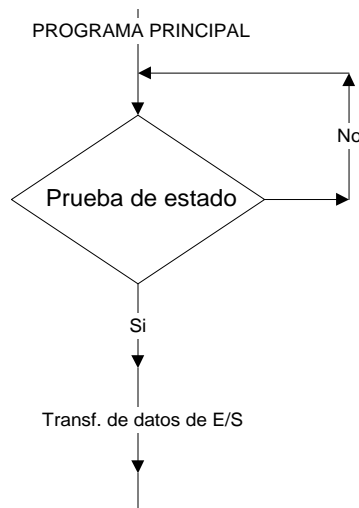 PROGRAMA PRINCIPAL
No
Prueba de estado
Si
Transf. de datos de E/S